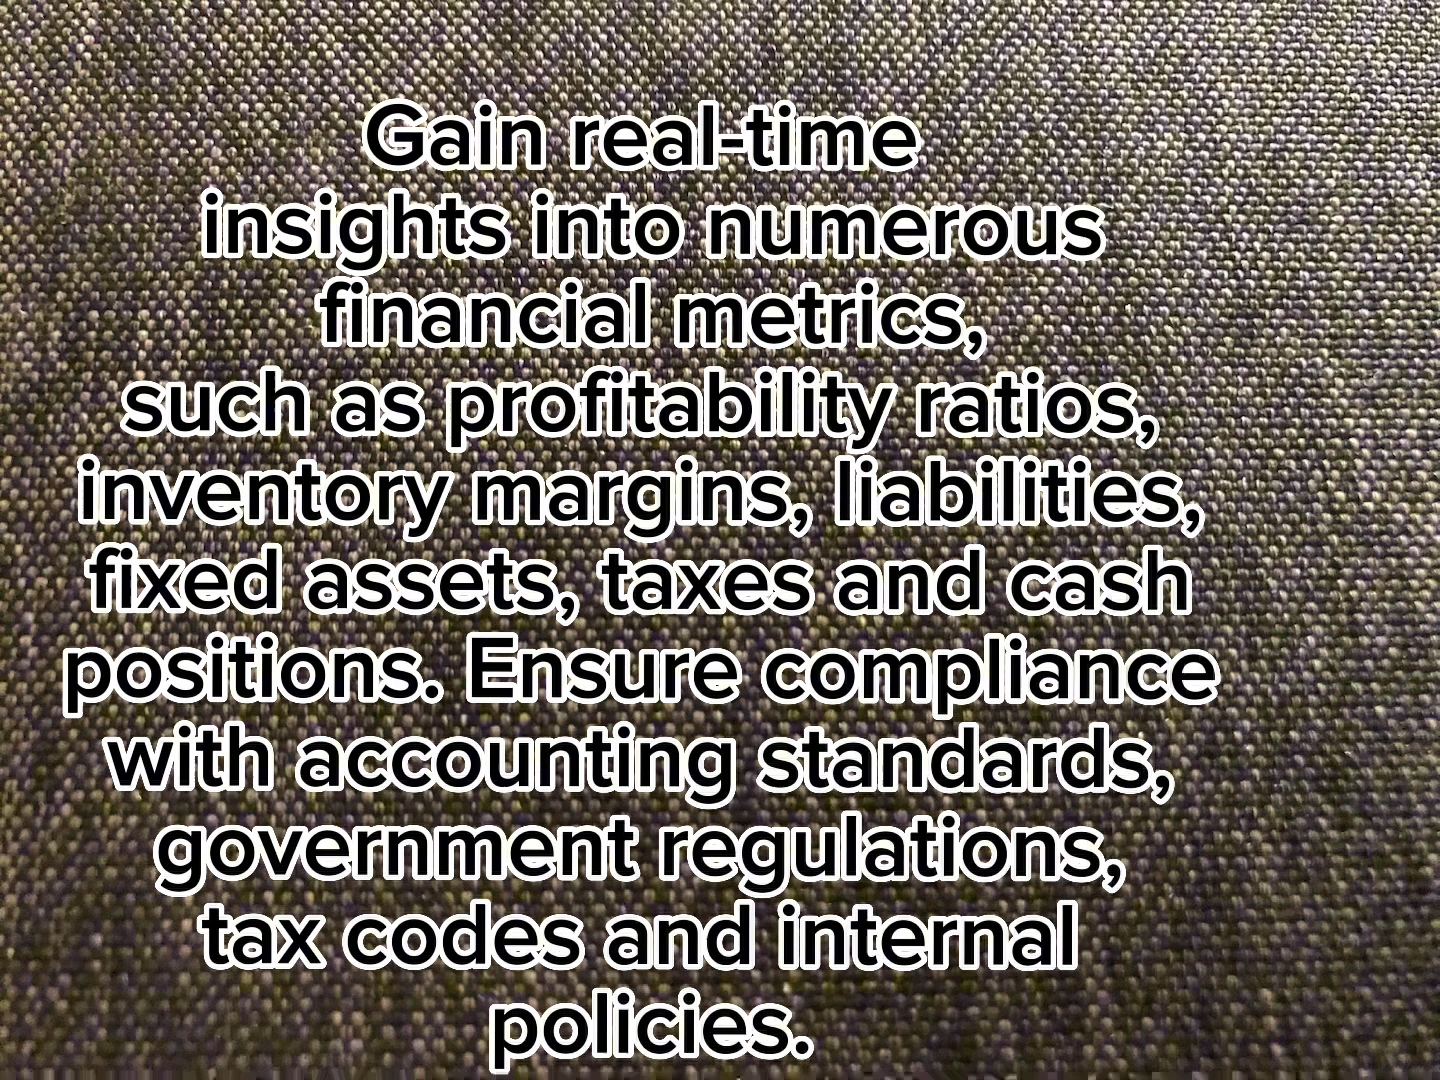 Gain real-time
insights into numerous
financial metrics,
such as profitability ratios,
inventory margins, liabilities,
fixed assets, taxes and cash
positions. Ensure compliance
with accounting standards,
government regulations,
tax codes and internal
policies.